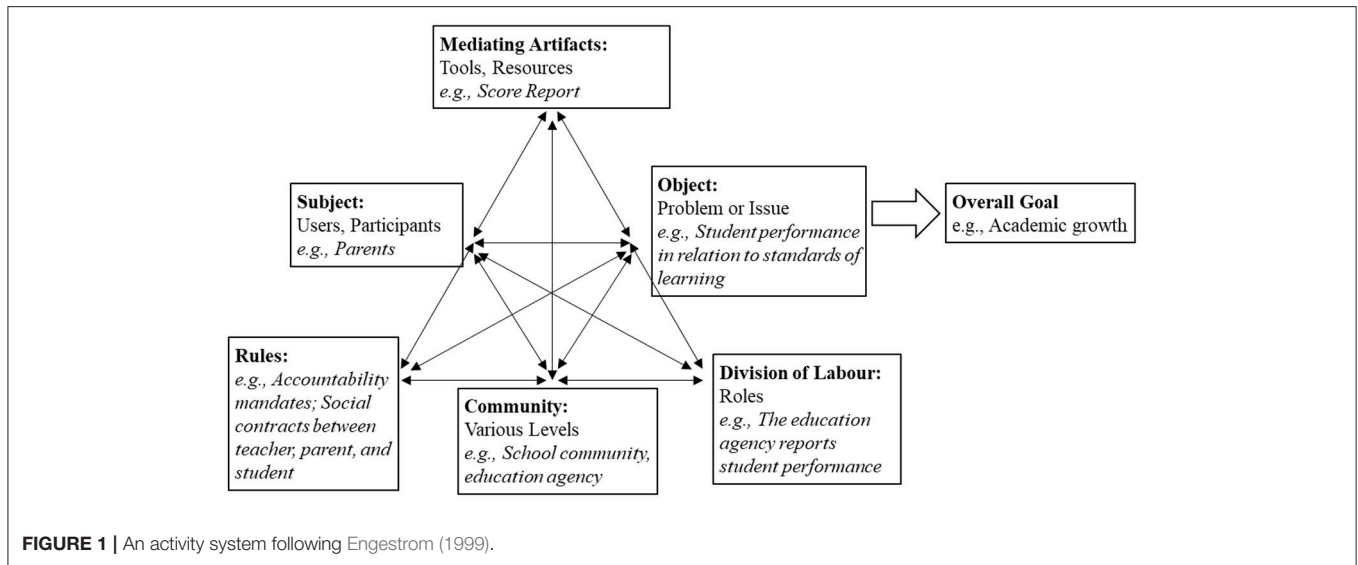 Mediating Artifacts:
Tools, Resources
e.g., Score Report
Subject:
Users, Participants
e.g., Parents
Object:
Problem or Issue
e.g., Student performance
in relation to standards of
learning
Overall Goal
e.g., Academic growth
Rules:
e.g., Accountability
mandates; Social
contracts between
teacher, parent, and
student
Community:
Various Levels
e.g., School community,
education agency
Division of Labour:
Roles
e.g., The education
agency reports
student performance
FIGURE 1 | An activity system following Engestrom (1999).